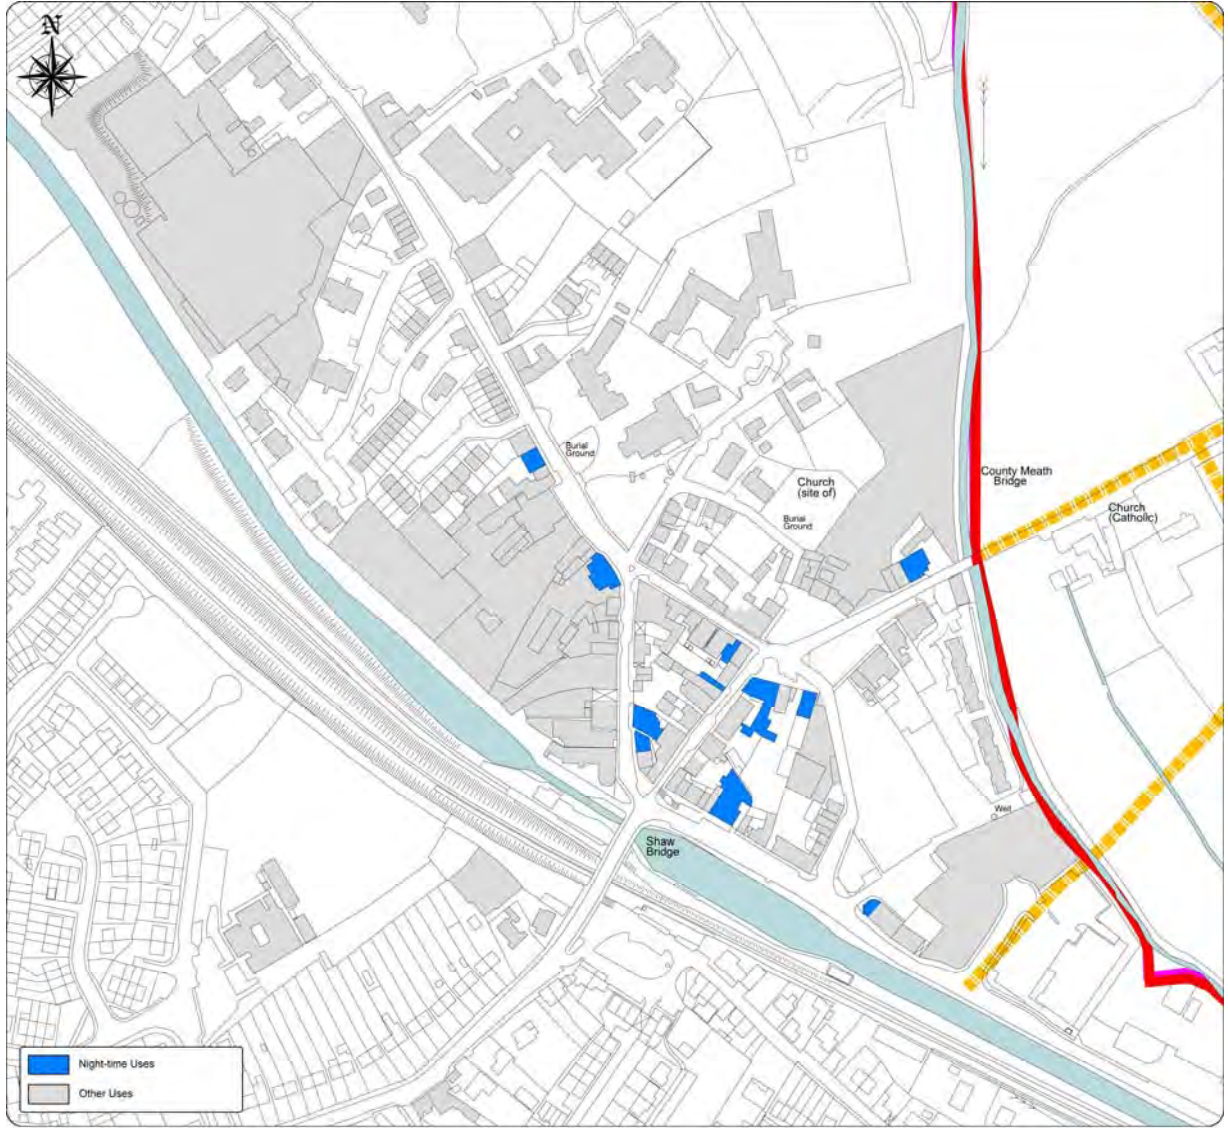 N
Burial
Ground
County Meath
Bridge
Church
(site of)
Church
(Catholic)
Burial
Ground
Well
Shaw
Bridge
Night-time Uses
Other Uses